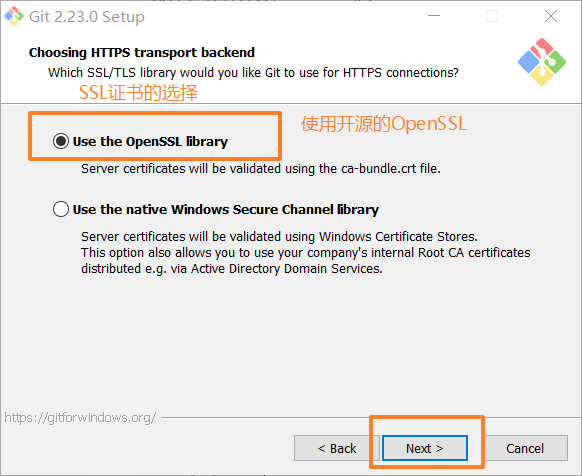 Git 2.23.0 Setup
Choosing HTTPS transport backend
Which SSL/TLS library would you like Git to use for HTTPS connections?
SSL证书的选择
使用开源的OpenSSL
Use the OpenSSL library
Server certificates will be validated using the ca-bundle.crt file.
Use the native Windows Secure Channel library
Server certificates will be validated using Windows Certificate Stores.
This option also allows you to use your company's internal Root CA certificates
distributed e.g. via Active Directory Domain Services.
https://gitforwindows.org/
< Back
Next >
Cancel